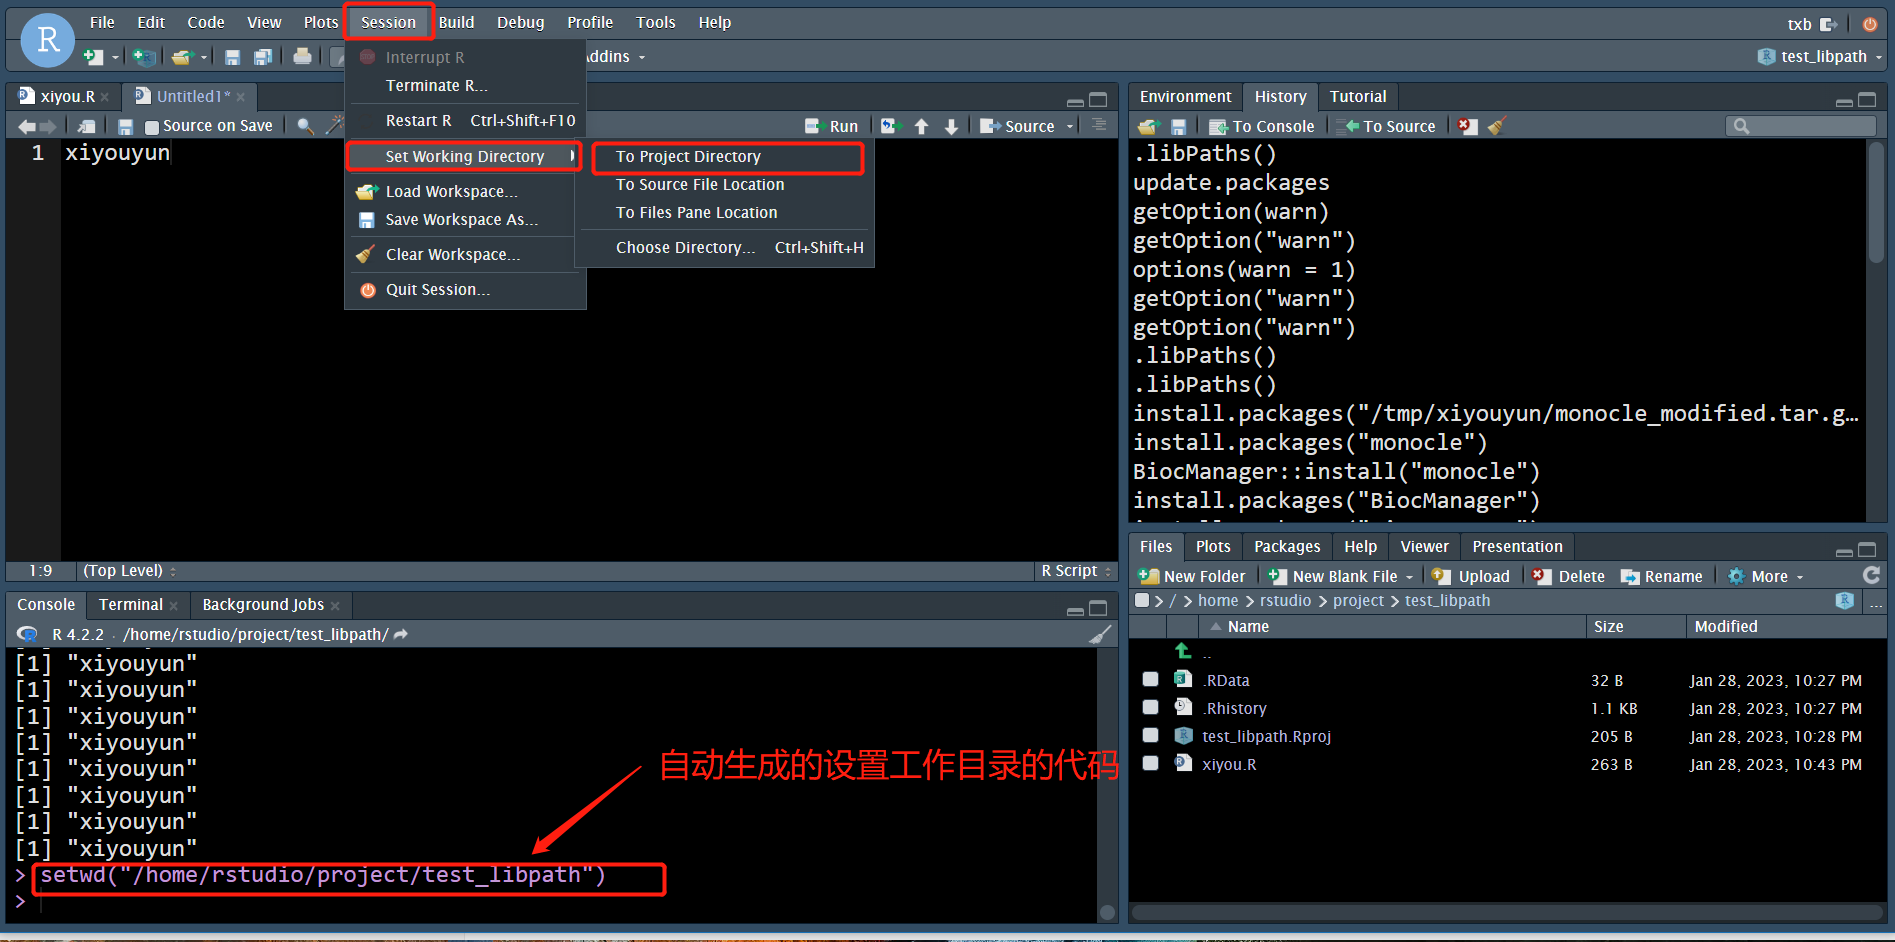 File Edit Code View Plots Session Build Debug Profile Tools Help
txb
Addins
test_libpath
Interrupt R
Terminate R...
Restart R Ctrl+Shift+F10
Set Working Directory
Load Workspace...
Save Workspace As...
Clear Workspace...
Quit Session...
To Project Directory
To Source File Location
To Files Pane Location
Choose Directory... Ctrl+Shift+H
xiyou.R
Untitled1*
Source on Save
Run
Source
1 xiyouyun
1:9 (Top Level) R Script
Console Terminal Background Jobs
R 4.2.2 · /home/rstudio/project/test_libpath/
[1] "xiyouyun"
[1] "xiyouyun"
[1] "xiyouyun"
[1] "xiyouyun"
[1] "xiyouyun"
[1] "xiyouyun"
[1] "xiyouyun"
[1] "xiyouyun"
> setwd("/home/rstudio/project/test_libpath")
>
自动生成的设置工作目录的代码
Environment History Tutorial
To Console To Source
.libPaths()
update.packages
getOption(warn)
getOption("warn")
options(warn = 1)
getOption("warn")
getOption("warn")
.libPaths()
.libPaths()
install.packages("/tmp/xiyouyun/monocle_modified.tar.g…
install.packages("monocle")
BiocManager::install("monocle")
install.packages("BiocManager")
Files Plots Packages Help Viewer Presentation
New Folder New Blank File Upload Delete Rename More
/ > home > rstudio > project > test_libpath ...
Name Size Modified
..
.RData 32 B Jan 28, 2023, 10:27 PM
.Rhistory 1.1 KB Jan 28, 2023, 10:27 PM
test_libpath.Rproj 205 B Jan 28, 2023, 10:28 PM
xiyou.R 263 B Jan 28, 2023, 10:43 PM